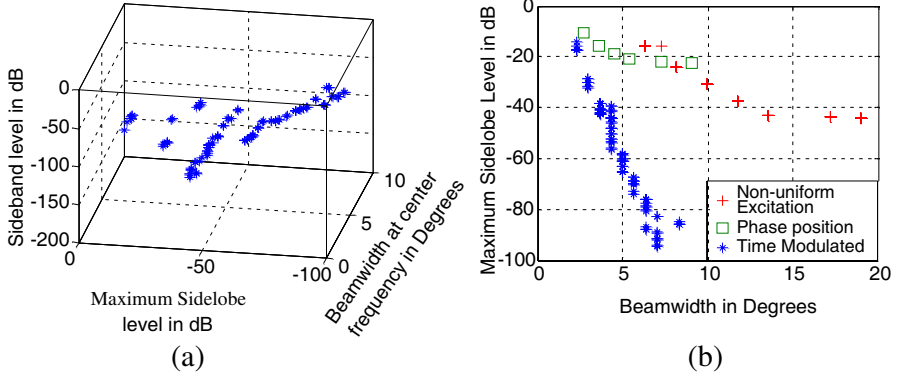 0
-50
-100
-150
-200
Sideband level in dB
0
-50
-100
Maximum Sidelobe
level in dB
0
5
10
Beamwidth at center
frequency in Degrees
(a)
0
-20
-40
-60
-80
-100
Maximum Sidelobe Level in dB
0
5
10
15
20
Beamwidth in Degrees
Non-uniform
Excitation
Phase position
Time Modulated
(b)